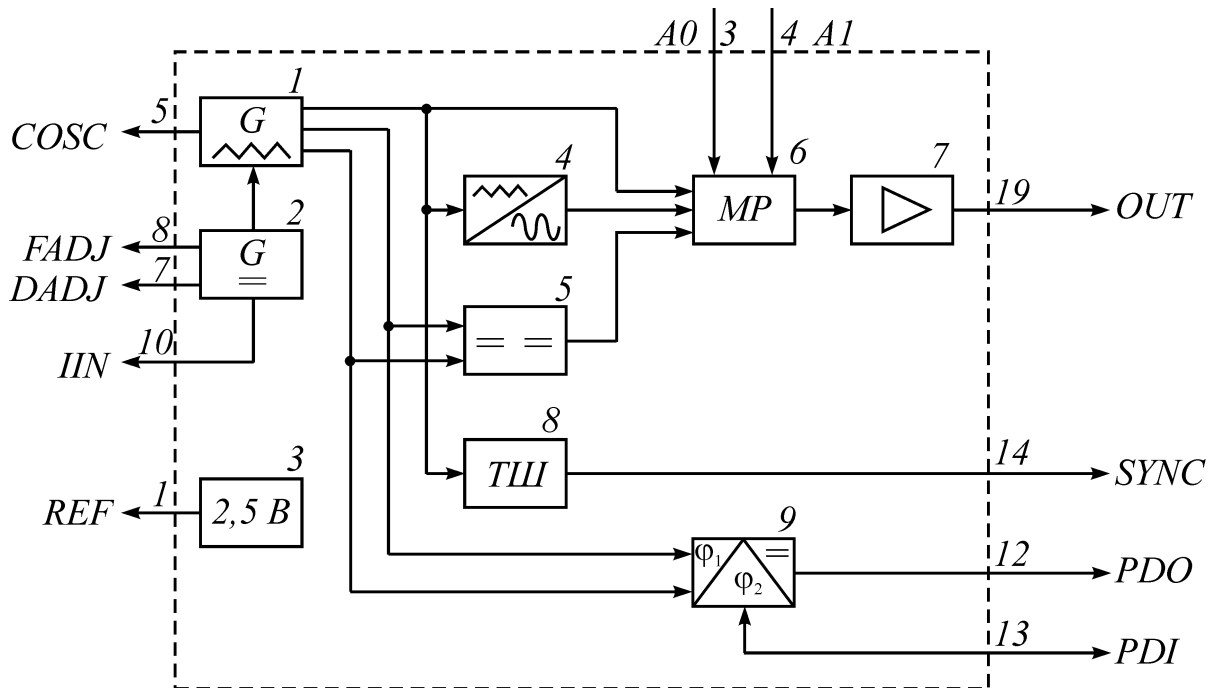 A0 3 4 A1
1
5 G 6
COSC 4 7
MP 19 OUT
2
8 G
FADJ =
7
DADJ 5
= =
10
IIN
8
3 14
ТШ SYNC
1
REF 2,5 В
9
φ₁ = 12
φ₂ PDO
13
PDI